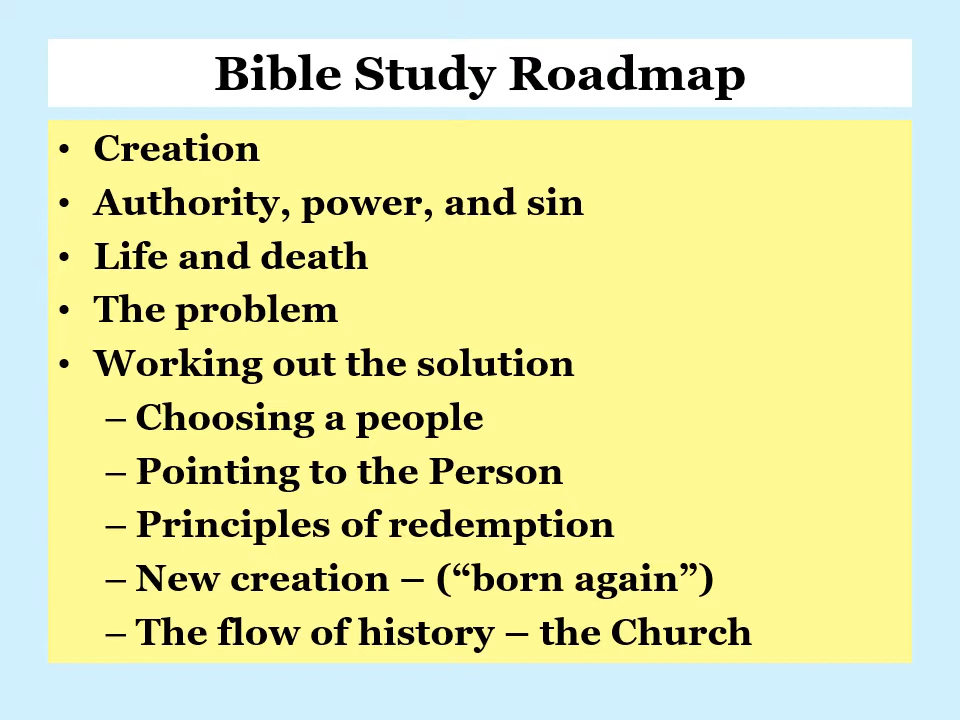 Bible Study Roadmap
• Creation
• Authority, power, and sin
• Life and death
• The problem
• Working out the solution
– Choosing a people
– Pointing to the Person
– Principles of redemption
– New creation – (“born again”)
– The flow of history – the Church